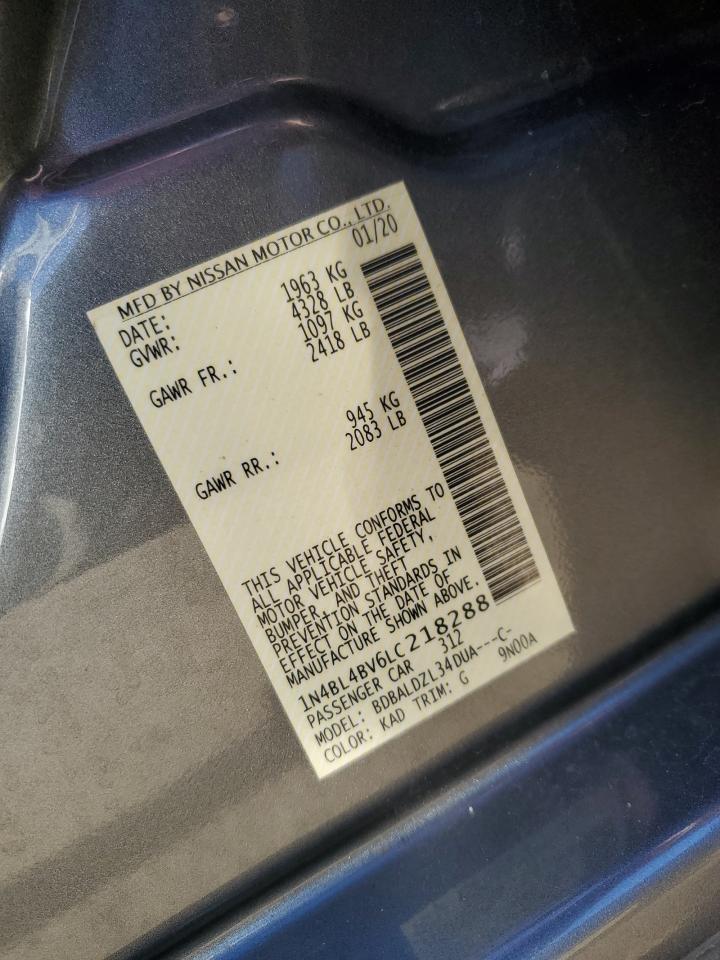 MFD BY NISSAN MOTOR CO., LTD.
DATE: 01/20
GVWR: 1963 KG
4328 LB
GAWR FR.: 1097 KG
2418 LB
GAWR RR.: 945 KG
2083 LB
THIS VEHICLE CONFORMS TO
ALL APPLICABLE FEDERAL
MOTOR VEHICLE SAFETY,
BUMPER, AND THEFT
PREVENTION STANDARDS IN
EFFECT ON THE DATE OF
MANUFACTURE SHOWN ABOVE.
1N4BL4BV6LC218288
PASSENGER CAR 312
MODEL: BDBALDZL34DUA---C-
COLOR: KAD TRIM: G 9N00A